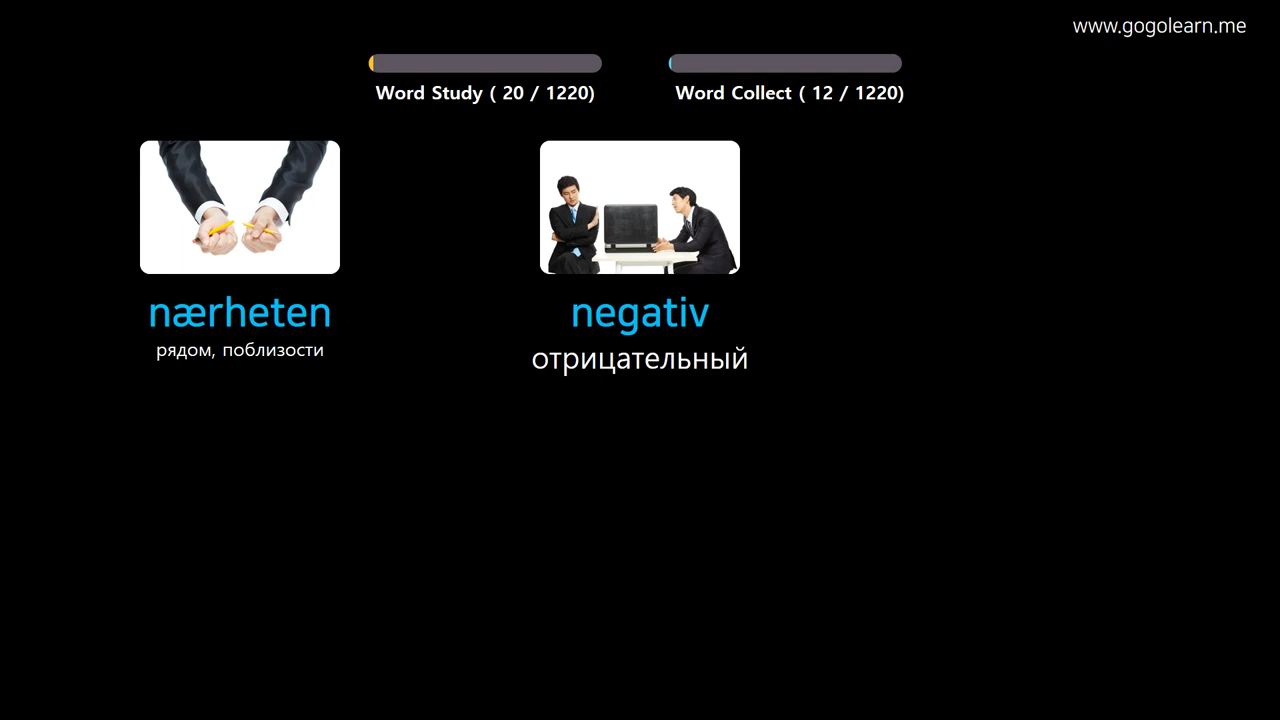 www.gogolearn.me
Word Study ( 20 / 1220)
Word Collect ( 12 / 1220)
nærheten
рядом, поблизости
negativ
отрицательный